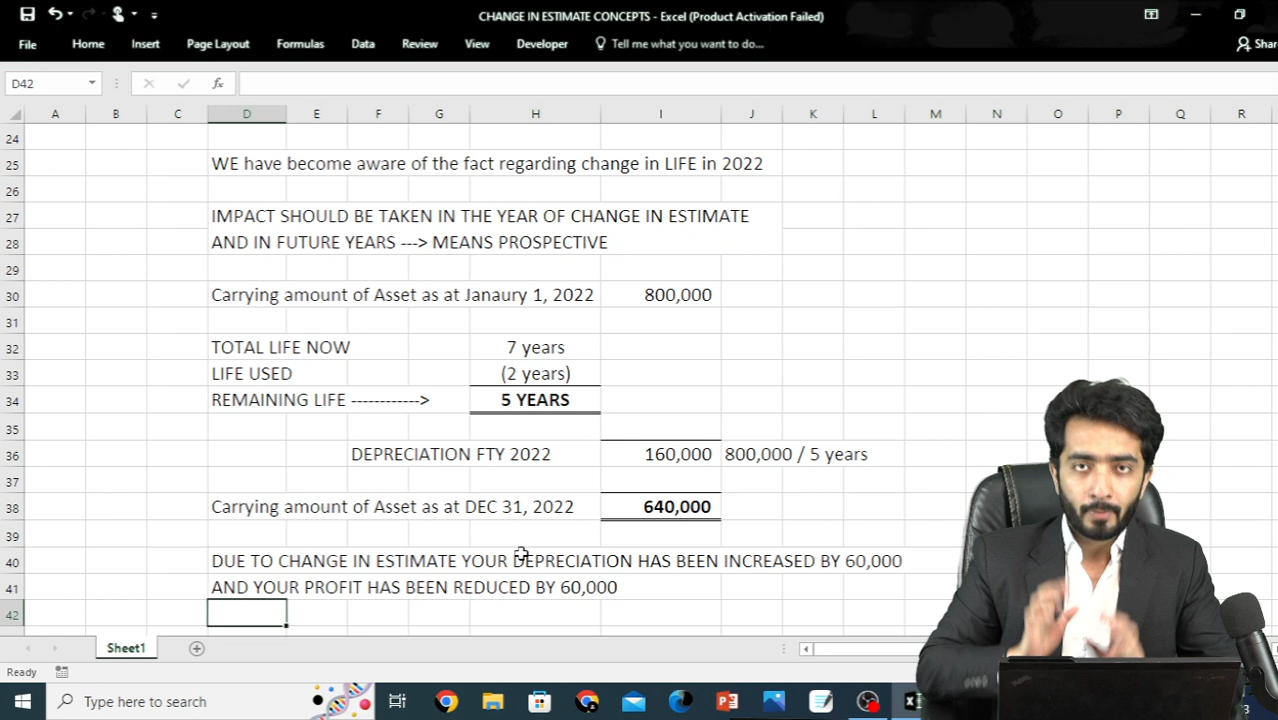 CHANGE IN ESTIMATE CONCEPTS - Excel (Product Activation Failed)
File Home Insert Page Layout Formulas Data Review View Developer Tell me what you want to do... Shar
D42 fx
A B C D E F G H I J K L M N O P Q R
24
25 WE have become aware of the fact regarding change in LIFE in 2022
26
27 IMPACT SHOULD BE TAKEN IN THE YEAR OF CHANGE IN ESTIMATE
28 AND IN FUTURE YEARS ---> MEANS PROSPECTIVE
29
30 Carrying amount of Asset as at Janaury 1, 2022 800,000
31
32 TOTAL LIFE NOW 7 years
33 LIFE USED (2 years)
34 REMAINING LIFE ------------> 5 YEARS
35
36 DEPRECIATION FTY 2022 160,000 800,000 / 5 years
37
38 Carrying amount of Asset as at DEC 31, 2022 640,000
39
40 DUE TO CHANGE IN ESTIMATE YOUR DEPRECIATION HAS BEEN INCREASED BY 60,000
41 AND YOUR PROFIT HAS BEEN REDUCED BY 60,000
42
Sheet1
Ready
Type here to search
3